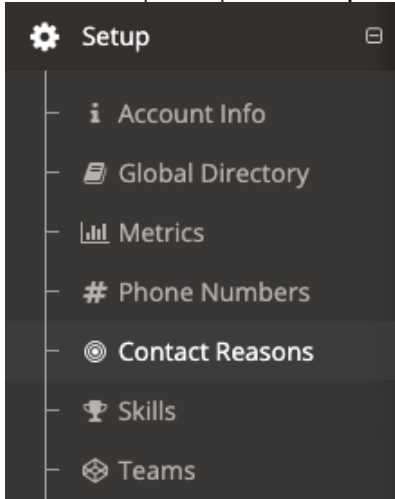 Setup
Account Info
Global Directory
Metrics
# Phone Numbers
Contact Reasons
Skills
Teams